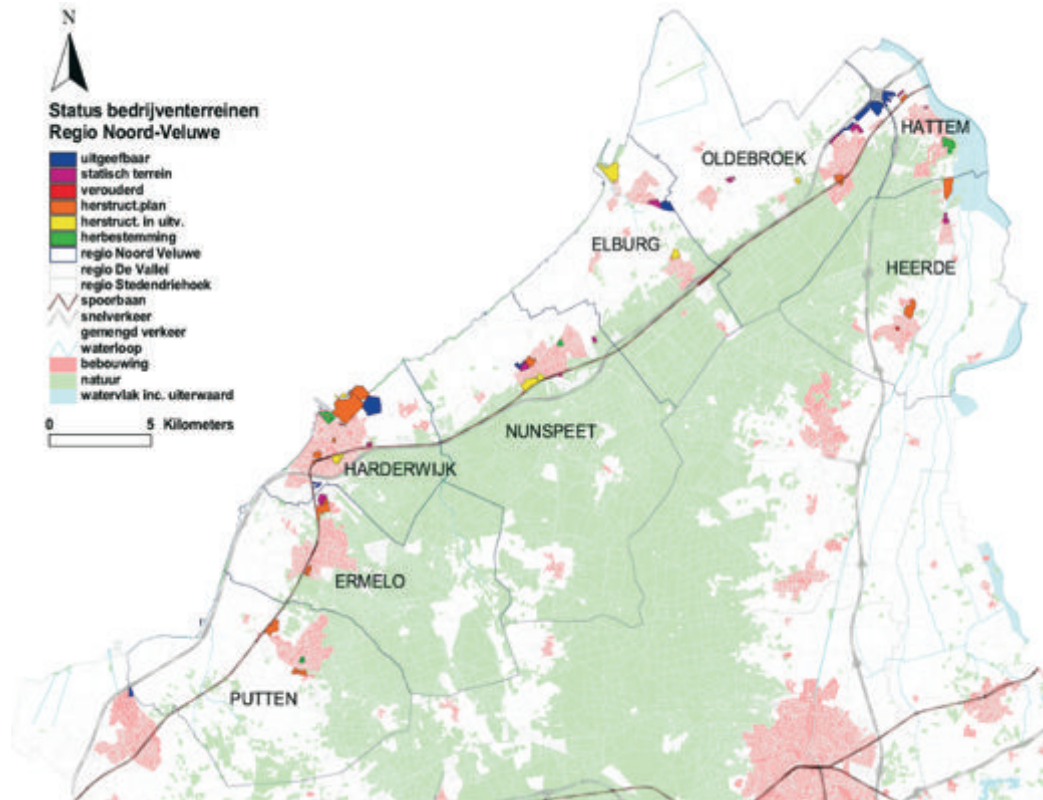 N
Status bedrijventerreinen
Regio Noord-Veluwe
uitgeefbaar
statisch terrein
verouderd
herstruct.plan
herstruct. in uitv.
herbestemming
regio Noord Veluwe
regio De Vallei
regio Stedendriehoek
spoorbaan
snelverkeer
gemengd verkeer
waterloop
bebouwing
natuur
watervlak inc. uiterwaard
0 5 Kilometers
HATTEM
OLDEBROEK
ELBURG
HEERDE
NUNSPEET
HARDERWIJK
ERMELO
PUTTEN